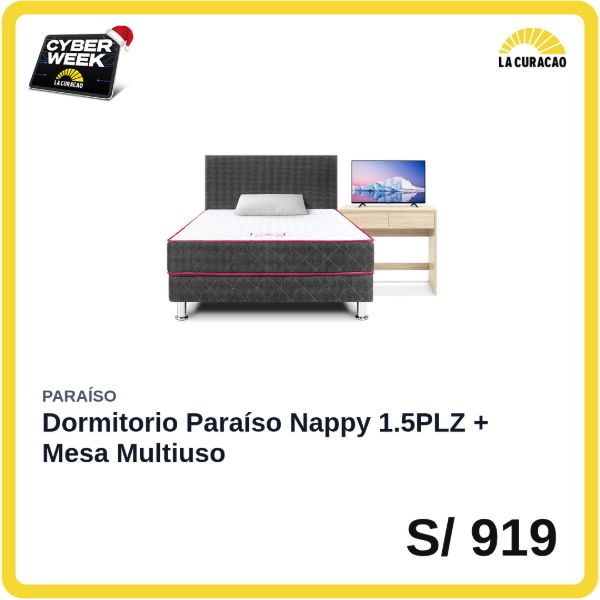 CYBER
WEEK
LA CURACAO
LA CURACAO
PARAÍSO
Dormitorio Paraíso Nappy 1.5PLZ +
Mesa Multiuso
S/ 919